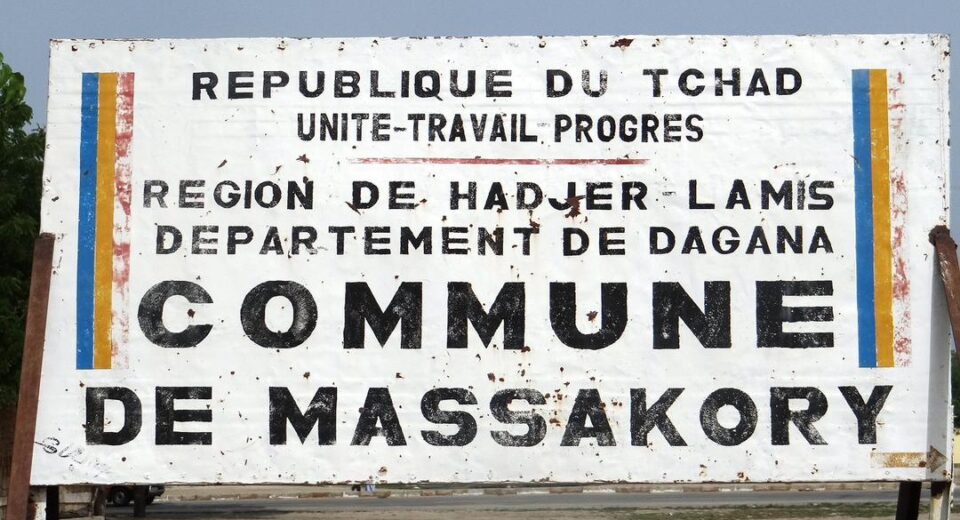 REPUBLIQUE DU TCHAD
UNITE-TRAVAIL-PROGRES
REGION DE HADJER-LAMIS
DEPARTEMENT DE DAGANA
COMMUNE
DE MASSAKORY